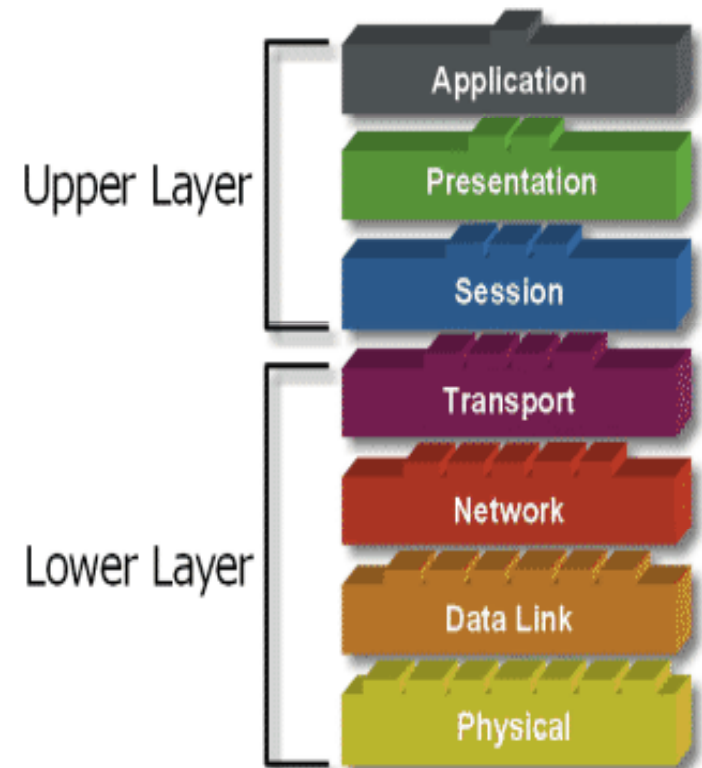 Upper Layer
Application
Presentation
Session
Lower Layer
Transport
Network
Data Link
Physical